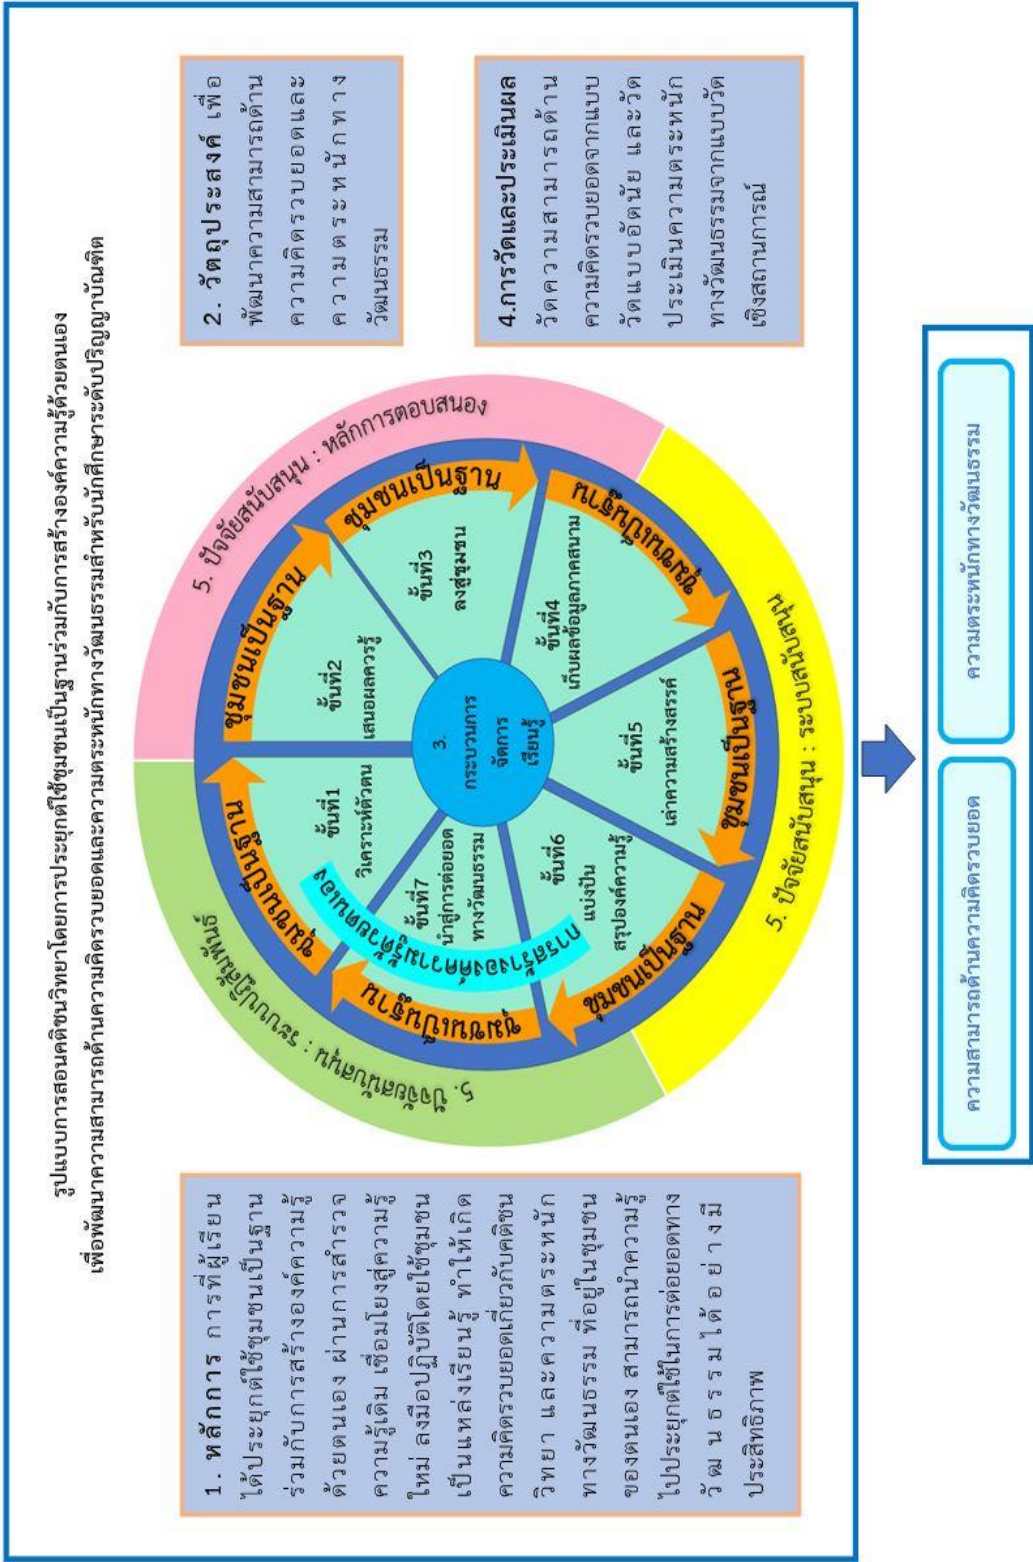 รูปแบบการสอนคติชนวิทยาโดยการประยุกต์ใช้ชุมชนเป็นฐานร่วมกับการสร้างองค์ความรู้ด้วยตนเอง
เพื่อพัฒนาความสามารถด้านความคิดรวบยอดและความตระหนักทางวัฒนธรรมสำหรับนักศึกษาระดับปริญญาบัณฑิต
1. หลักการ การที่ผู้เรียน
ได้ประยุกต์ใช้ชุมชนเป็นฐาน
ร่วมกับการสร้างองค์ความรู้
ด้วยตนเอง ผ่านการสำรวจ
ความรู้เดิม เชื่อมโยงสู่ความรู้
ใหม่ ลงมือปฏิบัติโดยใช้ชุมชน
เป็นแหล่งเรียนรู้ ทำให้เกิด
ความคิดรวบยอดเกี่ยวกับคติชน
วิทยา และความตระหนัก
ทางวัฒนธรรม ที่อยู่ในชุมชน
ของตนเอง สามารถนำความรู้
ไปประยุกต์ใช้ในการต่อยอดทาง
วัฒนธรรมได้อย่างมี
ประสิทธิภาพ
2. วัตถุประสงค์ เพื่อ
พัฒนาความสามารถด้าน
ความคิดรวบยอดและ
ความตระหนักทาง
วัฒนธรรม
3.
กระบวนการ
จัดการ
เรียนรู้
ขั้นที่1
วิเคราะห์ตัวตน
ขั้นที่2
เสนอผลควรรู้
ขั้นที่3
ลงสู่ชุมชน
ขั้นที่4
เก็บผลข้อมูลภาคสนาม
ขั้นที่5
เล่าความสร้างสรรค์
ขั้นที่6
แบ่งปัน
สรุปองค์ความรู้
ขั้นที่7
นำสู่การต่อยอด
ทางวัฒนธรรม
การสร้างองค์ความรู้ด้วยตนเอง
ชุมชนเป็นฐาน
ชุมชนเป็นฐาน
ชุมชนเป็นฐาน
ชุมชนเป็นฐาน
ชุมชนเป็นฐาน
ชุมชนเป็นฐาน
ชุมชนเป็นฐาน
4.การวัดและประเมินผล
วัดความสามารถด้าน
ความคิดรวบยอดจากแบบ
วัดแบบอัตนัย และวัด
ประเมินความตระหนัก
ทางวัฒนธรรมจากแบบวัด
เชิงสถานการณ์
5. ปัจจัยสนับสนุน : ระบบปฏิสัมพันธ์
5. ปัจจัยสนับสนุน : หลักการตอบสนอง
5. ปัจจัยสนับสนุน : ระบบสนับสนุน
ความสามารถด้านความคิดรวบยอด
ความตระหนักทางวัฒนธรรม